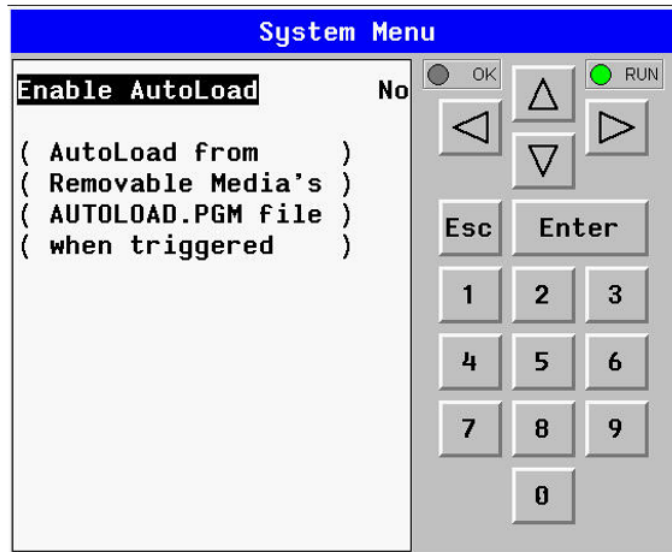 System Menu
Enable AutoLoad No
( AutoLoad from )
( Removable Media's )
( AUTOLOAD.PGM file )
( when triggered )
OK
RUN
Esc Enter
1 2 3
4 5 6
7 8 9
0